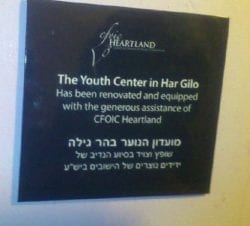 cfoic
HEARTLAND
The Youth Center in Har Gilo
Has been renovated and equipped
with the generous assistance of
CFOIC Heartland
מועדון הנוער בהר גילה
שופץ וצויד בסיוע הנדיב של
ידידים נוצרים של הישובים ביש"ע